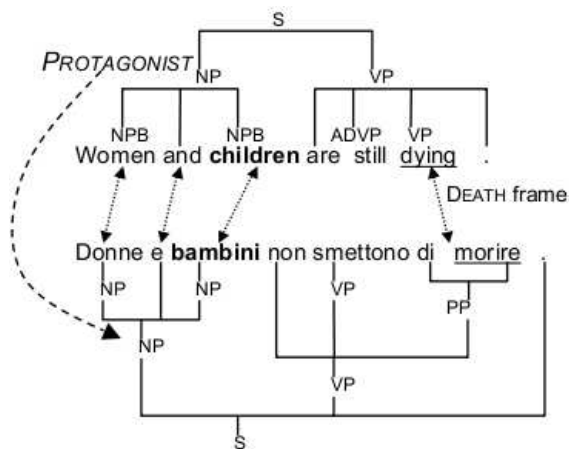 S
PROTAGONIST
NP VP
NPB NPB ADVP VP
Women and children are still dying .
DEATH frame
Donne e bambini non smettono di morire .
NP NP VP
PP
NP
VP
S